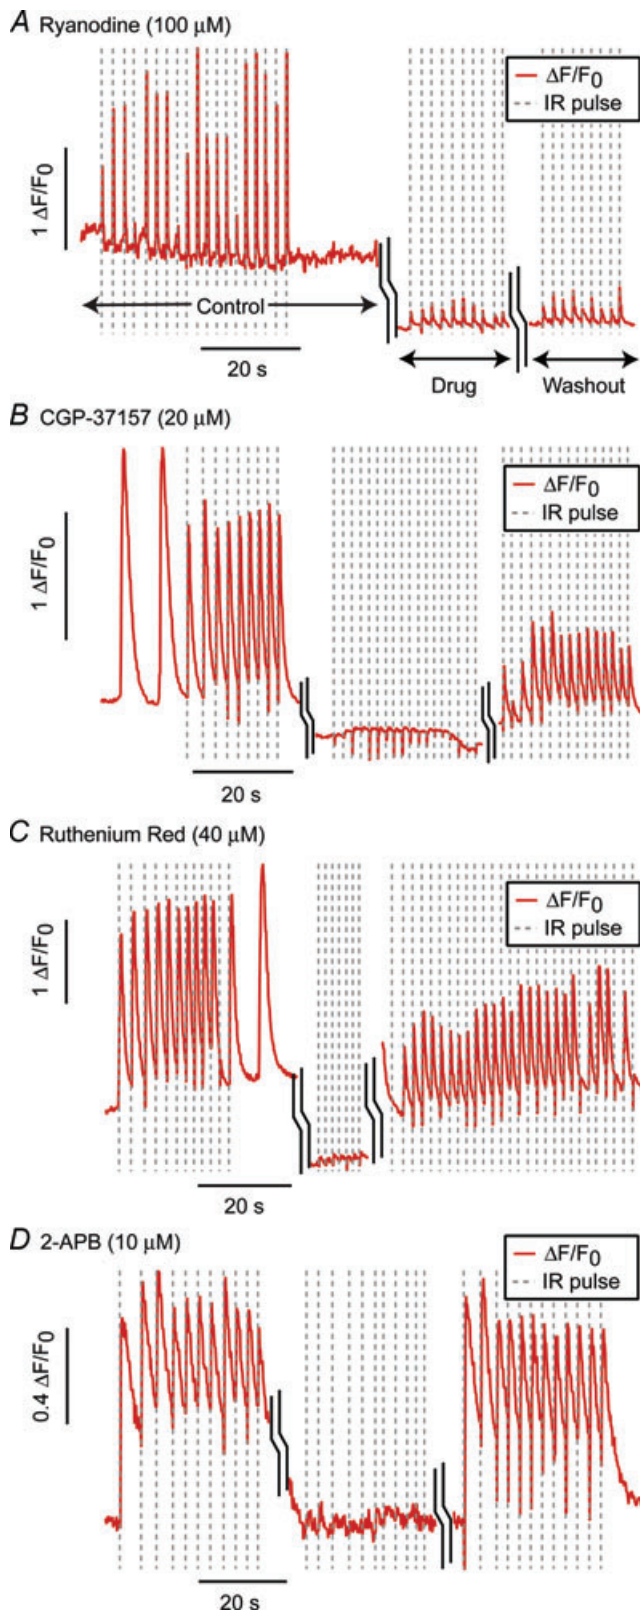 A Ryanodine (100 μM)
ΔF/F0
IR pulse
1 ΔF/F0
Control
20 s
Drug
Washout
B CGP-37157 (20 μM)
ΔF/F0
IR pulse
1 ΔF/F0
20 s
C Ruthenium Red (40 μM)
ΔF/F0
IR pulse
1 ΔF/F0
20 s
D 2-APB (10 μM)
ΔF/F0
IR pulse
0.4 ΔF/F0
20 s